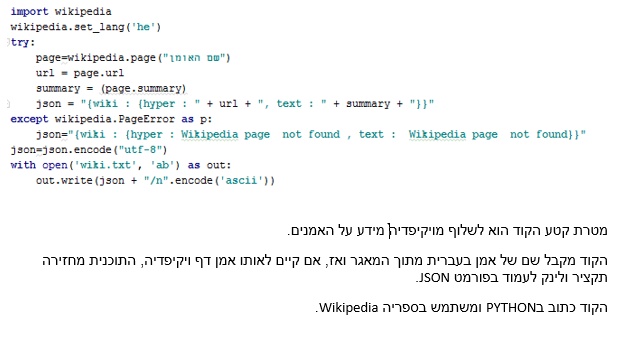 import wikipedia
wikipedia.set_lang('he')
try:
page=wikipedia.page("שם האומן")
url = page.url
summary = (page.summary)
json = "{wiki : {hyper : " + url + ", text : " + summary + "}}"
except wikipedia.PageError as p:
json="{wiki : {hyper : Wikipedia page  not found , text :  Wikipedia page  not found}}"
json=json.encode("utf-8")
with open('wiki.txt', 'ab') as out:
out.write(json + "/n".encode('ascii'))
מטרת קטע הקוד הוא לשלוף מויקיפדיה מידע על האמנים.
הקוד מקבל שם של אמן בעברית מתוך המאגר ואז, אם קיים לאותו אמן דף ויקיפדיה, התוכנית מחזירה
תקציר ולינק לעמוד בפורמט JSON.
הקוד כתוב בPYTHON ומשתמש בספריה Wikipedia.